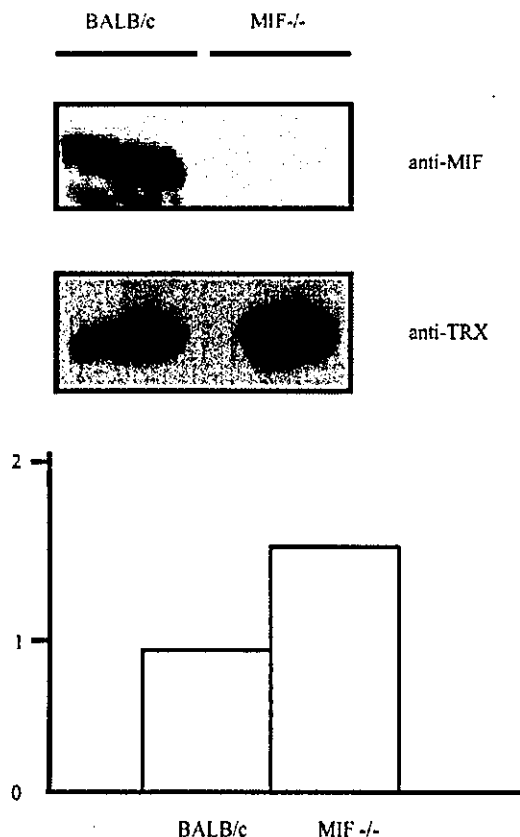 BALB/c MIF-/-
anti-MIF
anti-TRX
2
1
0
BALB/c MIF -/-